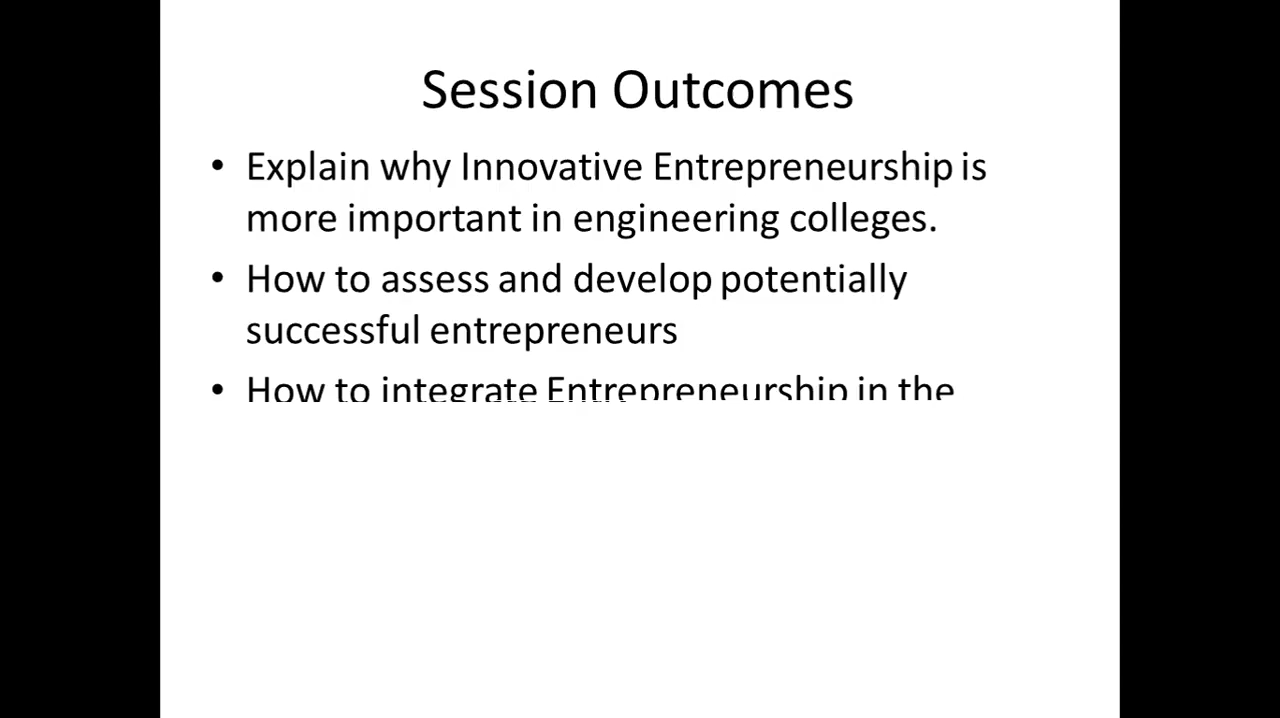 Session Outcomes
• Explain why Innovative Entrepreneurship is
more important in engineering colleges.
• How to assess and develop potentially
successful entrepreneurs
• How to integrate Entrepreneurship in the